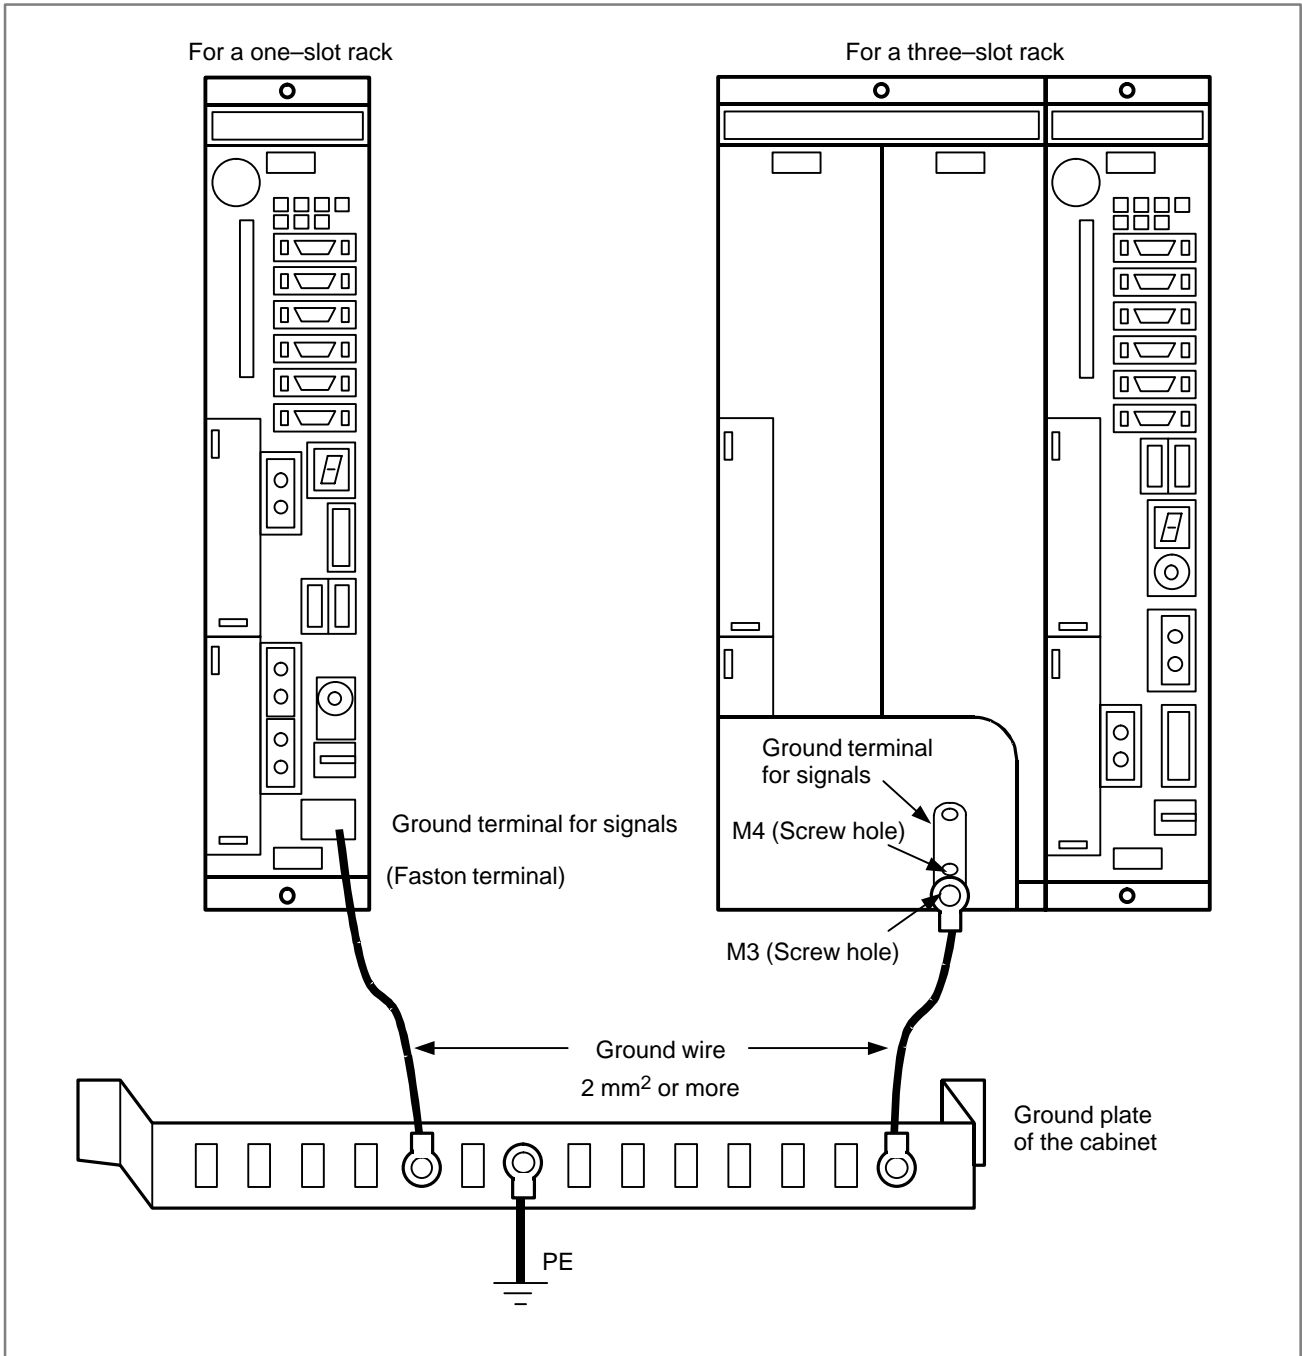 For a one–slot rack
For a three–slot rack
Ground terminal
for signals
M4 (Screw hole)
Ground terminal for signals
(Faston terminal)
M3 (Screw hole)
Ground wire
2 mm² or more
Ground plate
of the cabinet
PE